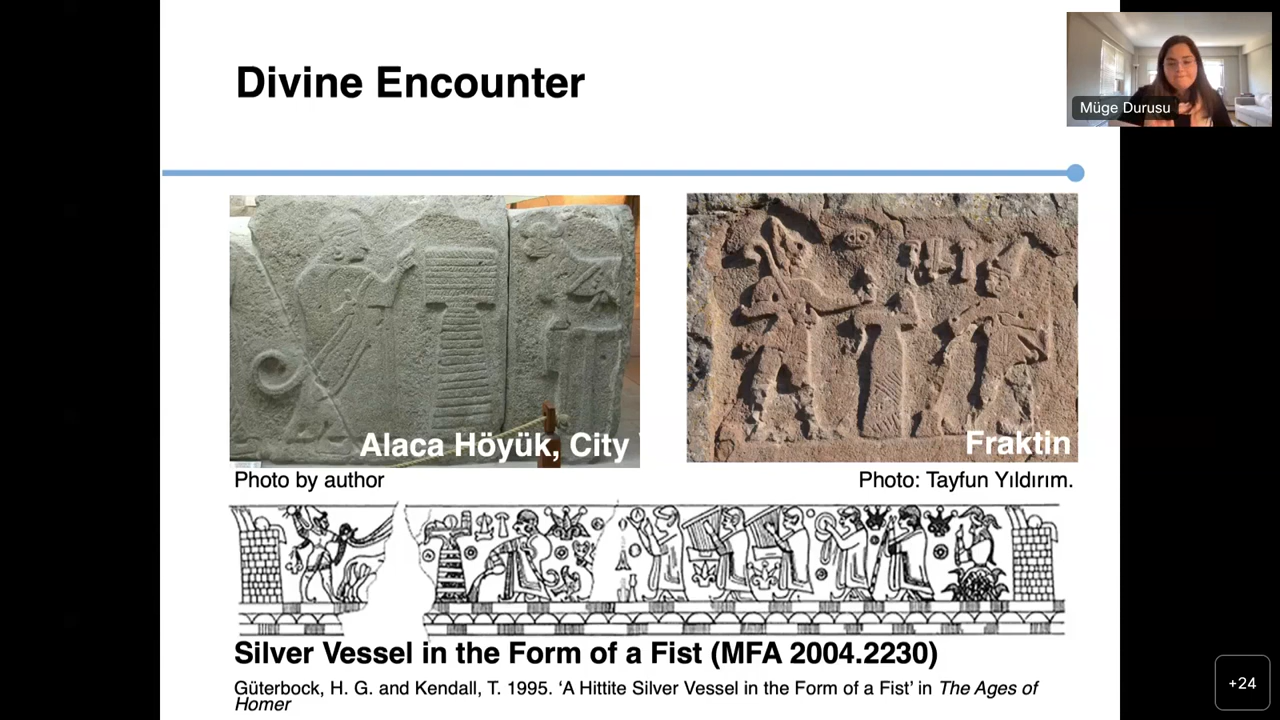 Divine Encounter
Müge Durusu
Alaca Höyük, City
Fraktin
Photo by author
Photo: Tayfun Yıldırım.
Silver Vessel in the Form of a Fist (MFA 2004.2230)
Güterbock, H. G. and Kendall, T. 1995. ‘A Hittite Silver Vessel in the Form of a Fist’ in The Ages of
Homer
+24